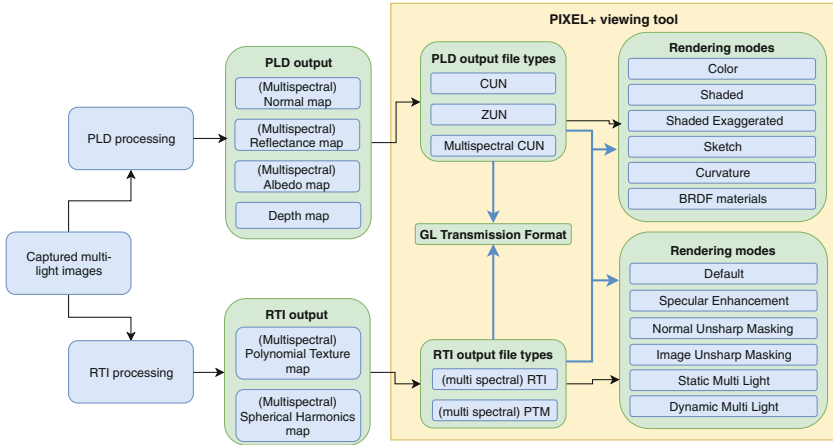 PIXEL+ viewing tool
Captured multi-
light images
PLD processing
RTI processing
PLD output
(Multispectral)
Normal map
(Multispectral)
Reflectance map
(Multispectral)
Albedo map
Depth map
RTI output
(Multispectral)
Polynomial Texture
map
(Multispectral)
Spherical Harmonics
map
PLD output file types
CUN
ZUN
Multispectral CUN
GL Transmission Format
RTI output file types
(multi spectral) RTI
(multi spectral) PTM
Rendering modes
Color
Shaded
Shaded Exaggerated
Sketch
Curvature
BRDF materials
Rendering modes
Default
Specular Enhancement
Normal Unsharp Masking
Image Unsharp Masking
Static Multi Light
Dynamic Multi Light